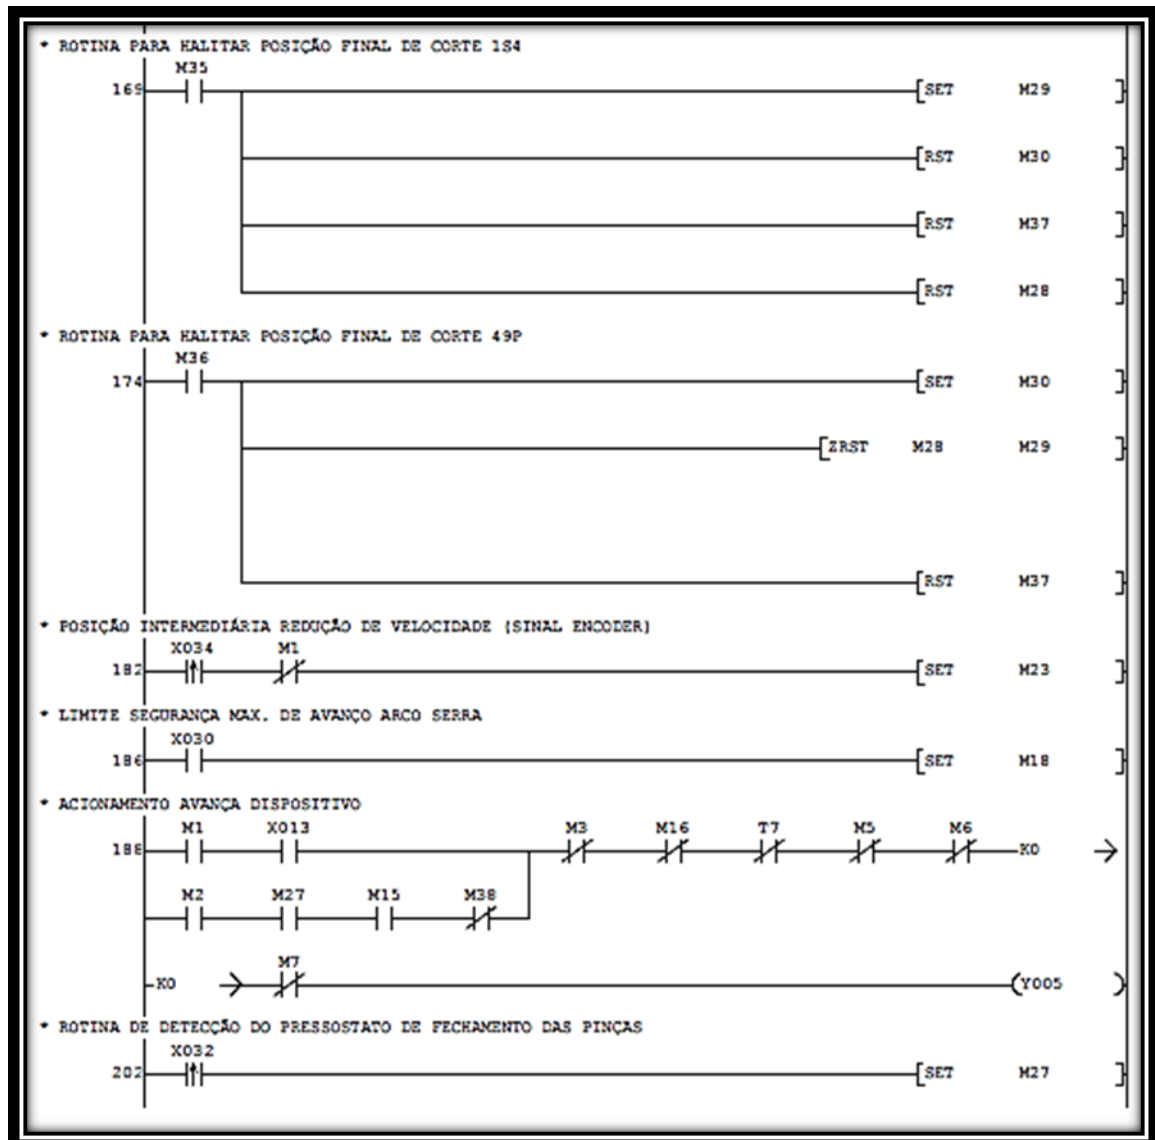 * ROTINA PARA HALITAR POSIÇÃO FINAL DE CORTE 1S4
M35
169 [SET M29 ]
[RST M30 ]
[RST M37 ]
[RST M28 ]
* ROTINA PARA HALITAR POSIÇÃO FINAL DE CORTE 49P
M36
174 [SET M30 ]
[ZRST M28 M29 ]
[RST M37 ]
* POSIÇÃO INTERMEDIÁRIA REDUÇÃO DE VELOCIDADE (SINAL ENCODER)
X034 M1
182 [SET M23 ]
* LIMITE SEGURANÇA MAX. DE AVANÇO ARCO SERRA
X030
186 [SET M18 ]
* ACIONAMENTO AVANÇA DISPOSITIVO
M1 X013 M3 M16 T7 M5 M6
188 K0
M2 M27 M15 M38
M7
K0 (Y005 )
* ROTINA DE DETECÇÃO DO PRESSOSTATO DE FECHAMENTO DAS PINÇAS
X032
202 [SET M27 ]